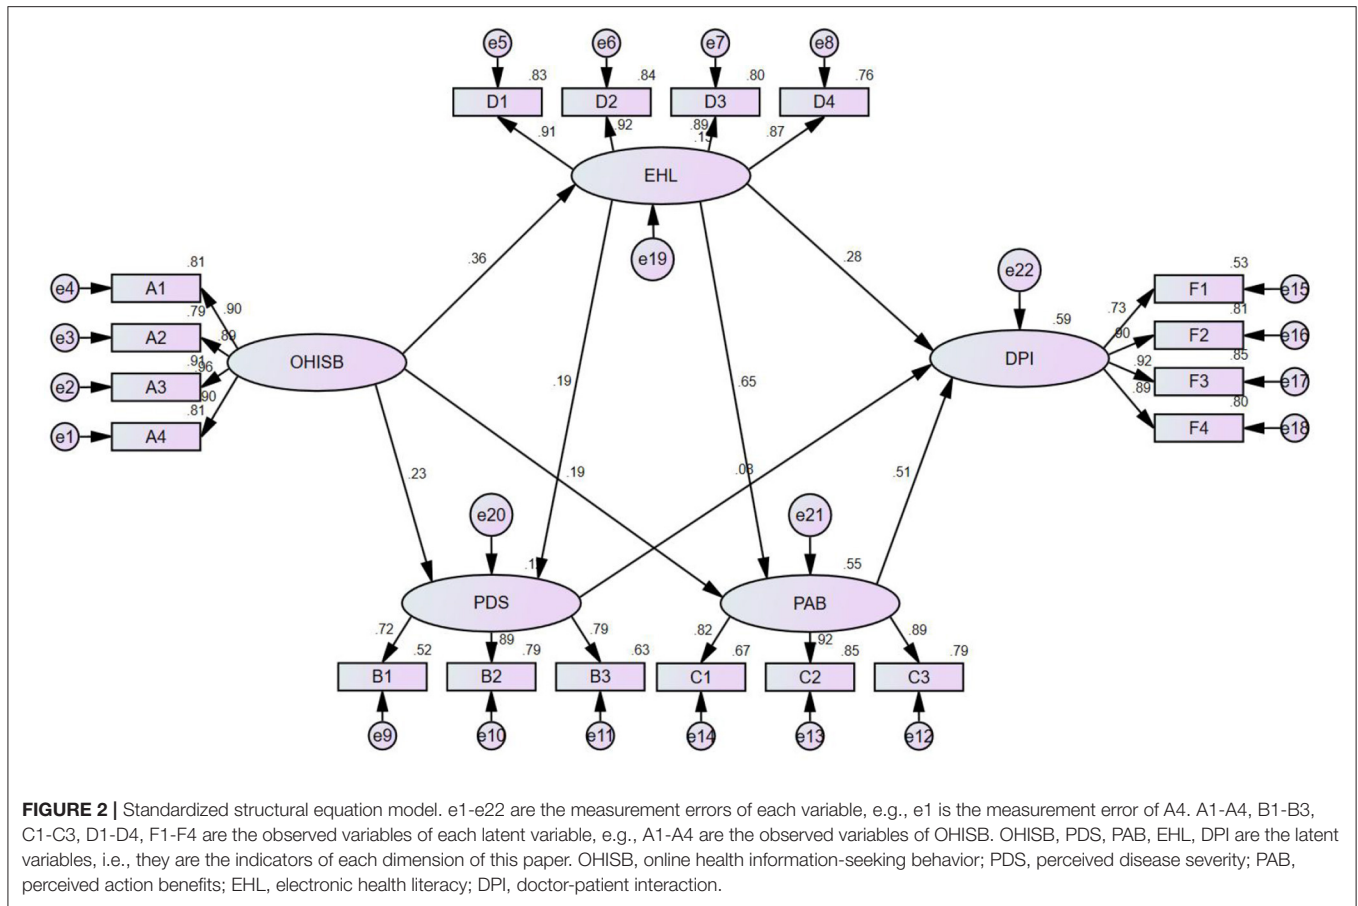 e5 e6 e7 e8
.83 .84 .80 .76
D1 D2 D3 D4
.91 .92 .89 .87
EHL
e19
.36 .28
e22
.81 .53
e4 A1 F1 e15
.90 .73
.79 .59 .81
e3 A2 .89 .90 F2 e16
OHISB DPI
.91 .96 .92 .85
e2 A3 F3 e17
.90 .89
.81 .80
e1 A4 F4 e18
.19 .65
.23 .19 .51
e20 e21
.55
PDS PAB
.72 .89 .79 .82 .92 .89
.52 .79 .63 .67 .85 .79
B1 B2 B3 C1 C2 C3
e9 e10 e11 e14 e13 e12
FIGURE 2 | Standardized structural equation model. e1-e22 are the measurement errors of each variable, e.g., e1 is the measurement error of A4. A1-A4, B1-B3,
C1-C3, D1-D4, F1-F4 are the observed variables of each latent variable, e.g., A1-A4 are the observed variables of OHISB. OHISB, PDS, PAB, EHL, DPI are the latent
variables, i.e., they are the indicators of each dimension of this paper. OHISB, online health information-seeking behavior; PDS, perceived disease severity; PAB,
perceived action benefits; EHL, electronic health literacy; DPI, doctor-patient interaction.